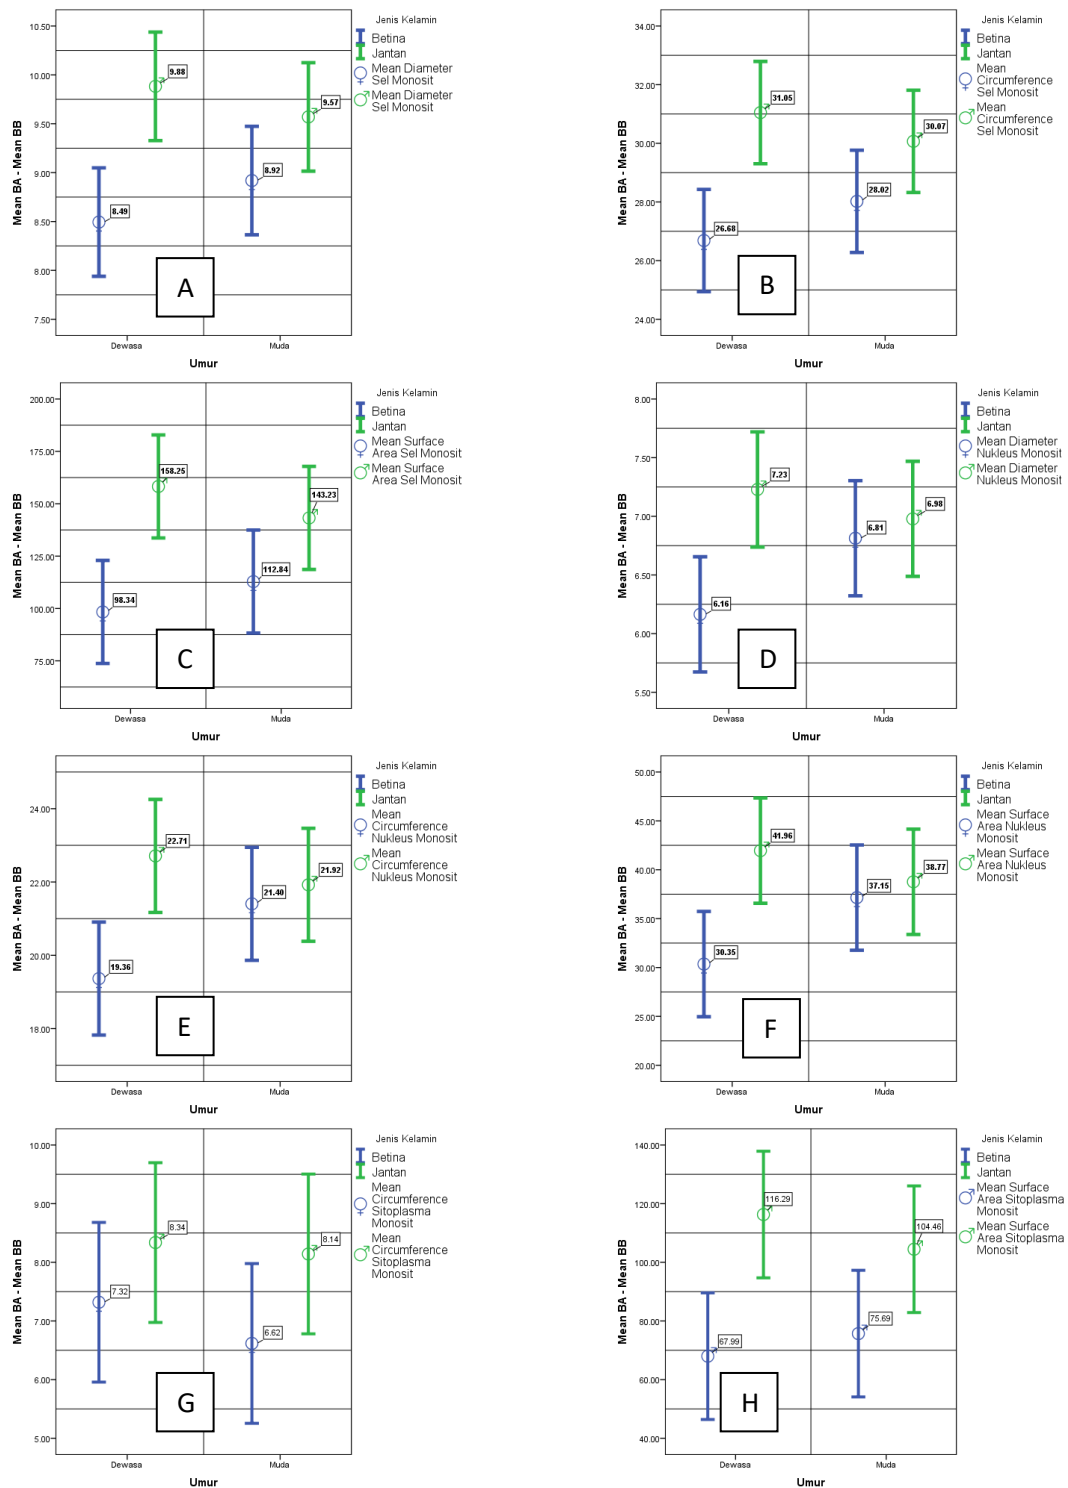 10.50
10.00
9.50
9.00
8.50
8.00
7.50
Mean BA - Mean BB
9.88
9.57
8.92
8.49
A
Dewasa
Muda
Umur
Jenis Kelamin
Betina
Jantan
Mean Diameter
Sel Monosit
Mean Diameter
Sel Monosit
34.00
32.00
30.00
28.00
26.00
24.00
Mean BA - Mean BB
31.05
30.07
28.02
26.68
B
Dewasa
Muda
Umur
Jenis Kelamin
Betina
Jantan
Mean
Circumference
Sel Monosit
Mean
Circumference
Sel Monosit
200.00
175.00
150.00
125.00
100.00
75.00
Mean BA - Mean BB
158.25
143.23
112.84
98.34
C
Dewasa
Muda
Umur
Jenis Kelamin
Betina
Jantan
Mean Surface
Area Sel Monosit
Mean Surface
Area Sel Monosit
8.00
7.50
7.00
6.50
6.00
5.50
Mean BA - Mean BB
7.23
6.98
6.81
6.16
D
Dewasa
Muda
Umur
Jenis Kelamin
Betina
Jantan
Mean Diameter
Nukleus Monosit
Mean Diameter
Nukleus Monosit
24.00
22.00
20.00
18.00
Mean BA - Mean BB
22.71
21.92
21.40
19.36
E
Dewasa
Muda
Umur
Jenis Kelamin
Betina
Jantan
Mean
Circumference
Nukleus Monosit
Mean
Circumference
Nukleus Monosit
50.00
45.00
40.00
35.00
30.00
25.00
20.00
Mean BA - Mean BB
41.96
38.77
37.15
30.35
F
Dewasa
Muda
Umur
Jenis Kelamin
Betina
Jantan
Mean Surface
Area Nukleus
Monosit
Mean Surface
Area Nukleus
Monosit
10.00
9.00
8.00
7.00
6.00
5.00
Mean BA - Mean BB
8.34
8.14
7.32
6.62
G
Dewasa
Muda
Umur
Jenis Kelamin
Betina
Jantan
Mean
Circumference
Sitoplasma
Monosit
Mean
Circumference
Sitoplasma
Monosit
140.00
120.00
100.00
80.00
60.00
40.00
Mean BA - Mean BB
116.29
104.46
75.69
67.99
H
Dewasa
Muda
Umur
Jenis Kelamin
Betina
Jantan
Mean Surface
Area Sitoplasma
Monosit
Mean Surface
Area Sitoplasma
Monosit